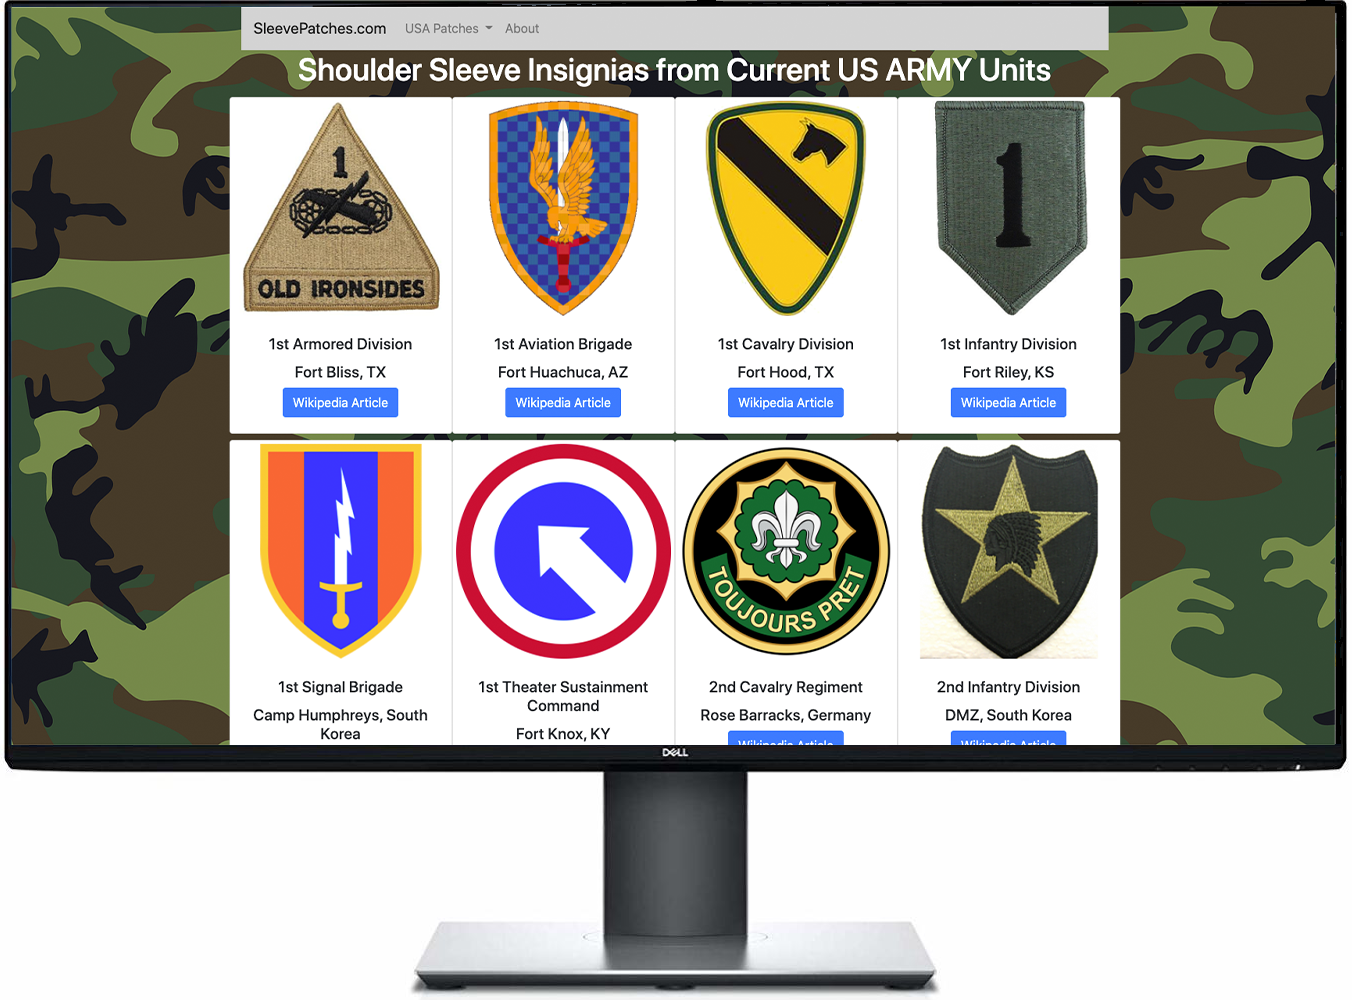 SleevePatches.com USA Patches About
Shoulder Sleeve Insignias from Current US ARMY Units
1
OLD IRONSIDES
1
1st Armored Division
Fort Bliss, TX
Wikipedia Article
1st Aviation Brigade
Fort Huachuca, AZ
Wikipedia Article
1st Cavalry Division
Fort Hood, TX
Wikipedia Article
1st Infantry Division
Fort Riley, KS
Wikipedia Article
TOUJOURS PRET
1st Signal Brigade
Camp Humphreys, South
Korea
1st Theater Sustainment
Command
Fort Knox, KY
2nd Cavalry Regiment
Rose Barracks, Germany
Wikipedia Article
2nd Infantry Division
DMZ, South Korea
Wikipedia Article
DELL